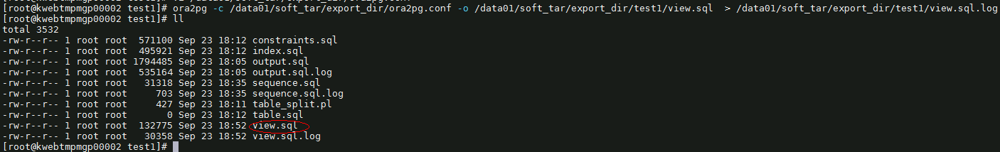 [root@kwebtmpmgp00002 test1]# ora2pg -c /data01/soft_tar/export_dir/ora2pg.conf -o /data01/soft_tar/export_dir/test1/view.sql  > /data01/soft_tar/export_dir/test1/view.sql.log
[root@kwebtmpmgp00002 test1]# ll
total 3532
-rw-r--r-- 1 root root  571100 Sep 23 18:12 constraints.sql
-rw-r--r-- 1 root root  495921 Sep 23 18:12 index.sql
-rw-r--r-- 1 root root 1794485 Sep 23 18:05 output.sql
-rw-r--r-- 1 root root  535164 Sep 23 18:05 output.sql.log
-rw-r--r-- 1 root root   31318 Sep 23 18:35 sequence.sql
-rw-r--r-- 1 root root     703 Sep 23 18:35 sequence.sql.log
-rw-r--r-- 1 root root     427 Sep 23 18:11 table_split.pl
-rw-r--r-- 1 root root       0 Sep 23 18:12 table.sql
-rw-r--r-- 1 root root  132775 Sep 23 18:52 view.sql
-rw-r--r-- 1 root root   30358 Sep 23 18:52 view.sql.log
[root@kwebtmpmgp00002 test1]#